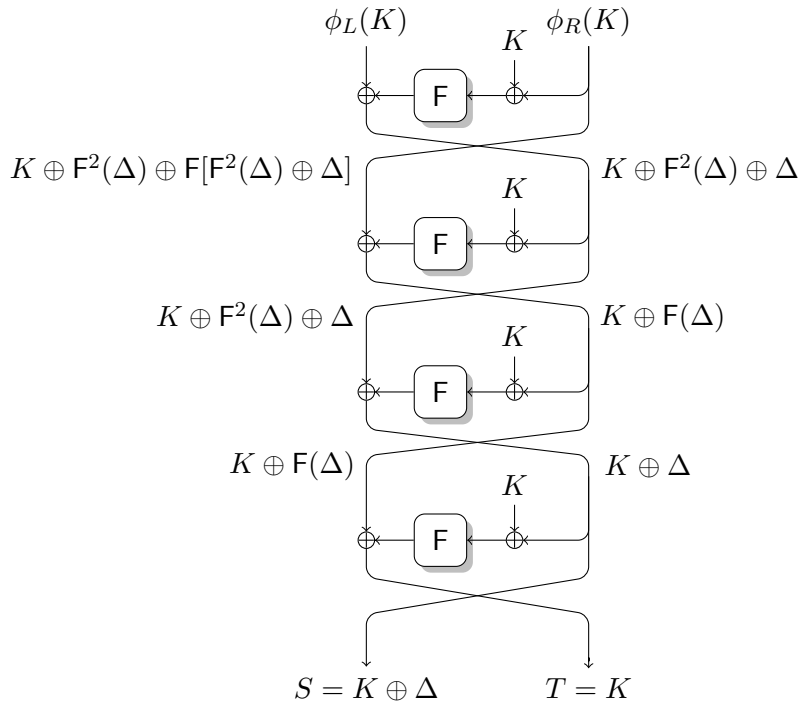 ϕ_L(K) ϕ_R(K)
K
F
K ⊕ F²(Δ) ⊕ F[F²(Δ) ⊕ Δ] K ⊕ F²(Δ) ⊕ Δ
K
F
K ⊕ F²(Δ) ⊕ Δ K ⊕ F(Δ)
K
F
K ⊕ F(Δ) K ⊕ Δ
K
F
S = K ⊕ Δ T = K